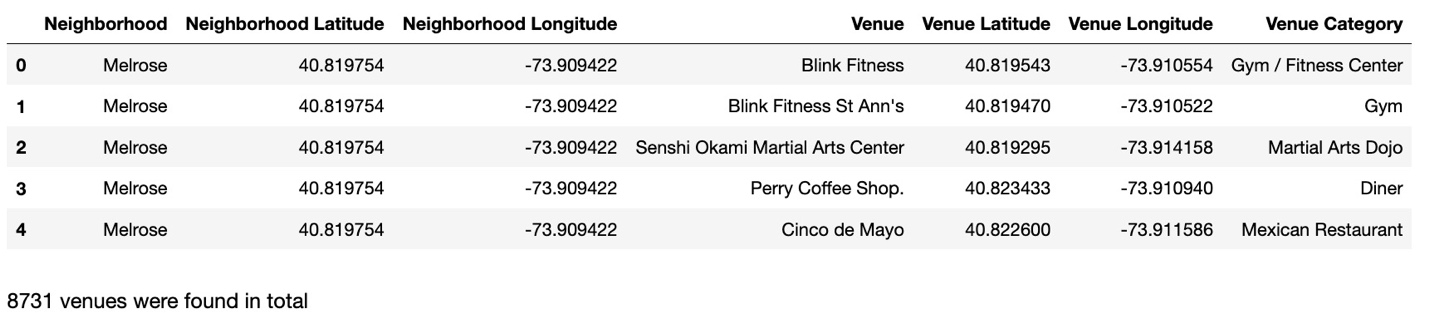 Neighborhood Neighborhood Latitude Neighborhood Longitude Venue Venue Latitude Venue Longitude Venue Category
0 Melrose 40.819754 -73.909422 Blink Fitness 40.819543 -73.910554 Gym / Fitness Center
1 Melrose 40.819754 -73.909422 Blink Fitness St Ann's 40.819470 -73.910522 Gym
2 Melrose 40.819754 -73.909422 Senshi Okami Martial Arts Center 40.819295 -73.914158 Martial Arts Dojo
3 Melrose 40.819754 -73.909422 Perry Coffee Shop. 40.823433 -73.910940 Diner
4 Melrose 40.819754 -73.909422 Cinco de Mayo 40.822600 -73.911586 Mexican Restaurant
8731 venues were found in total